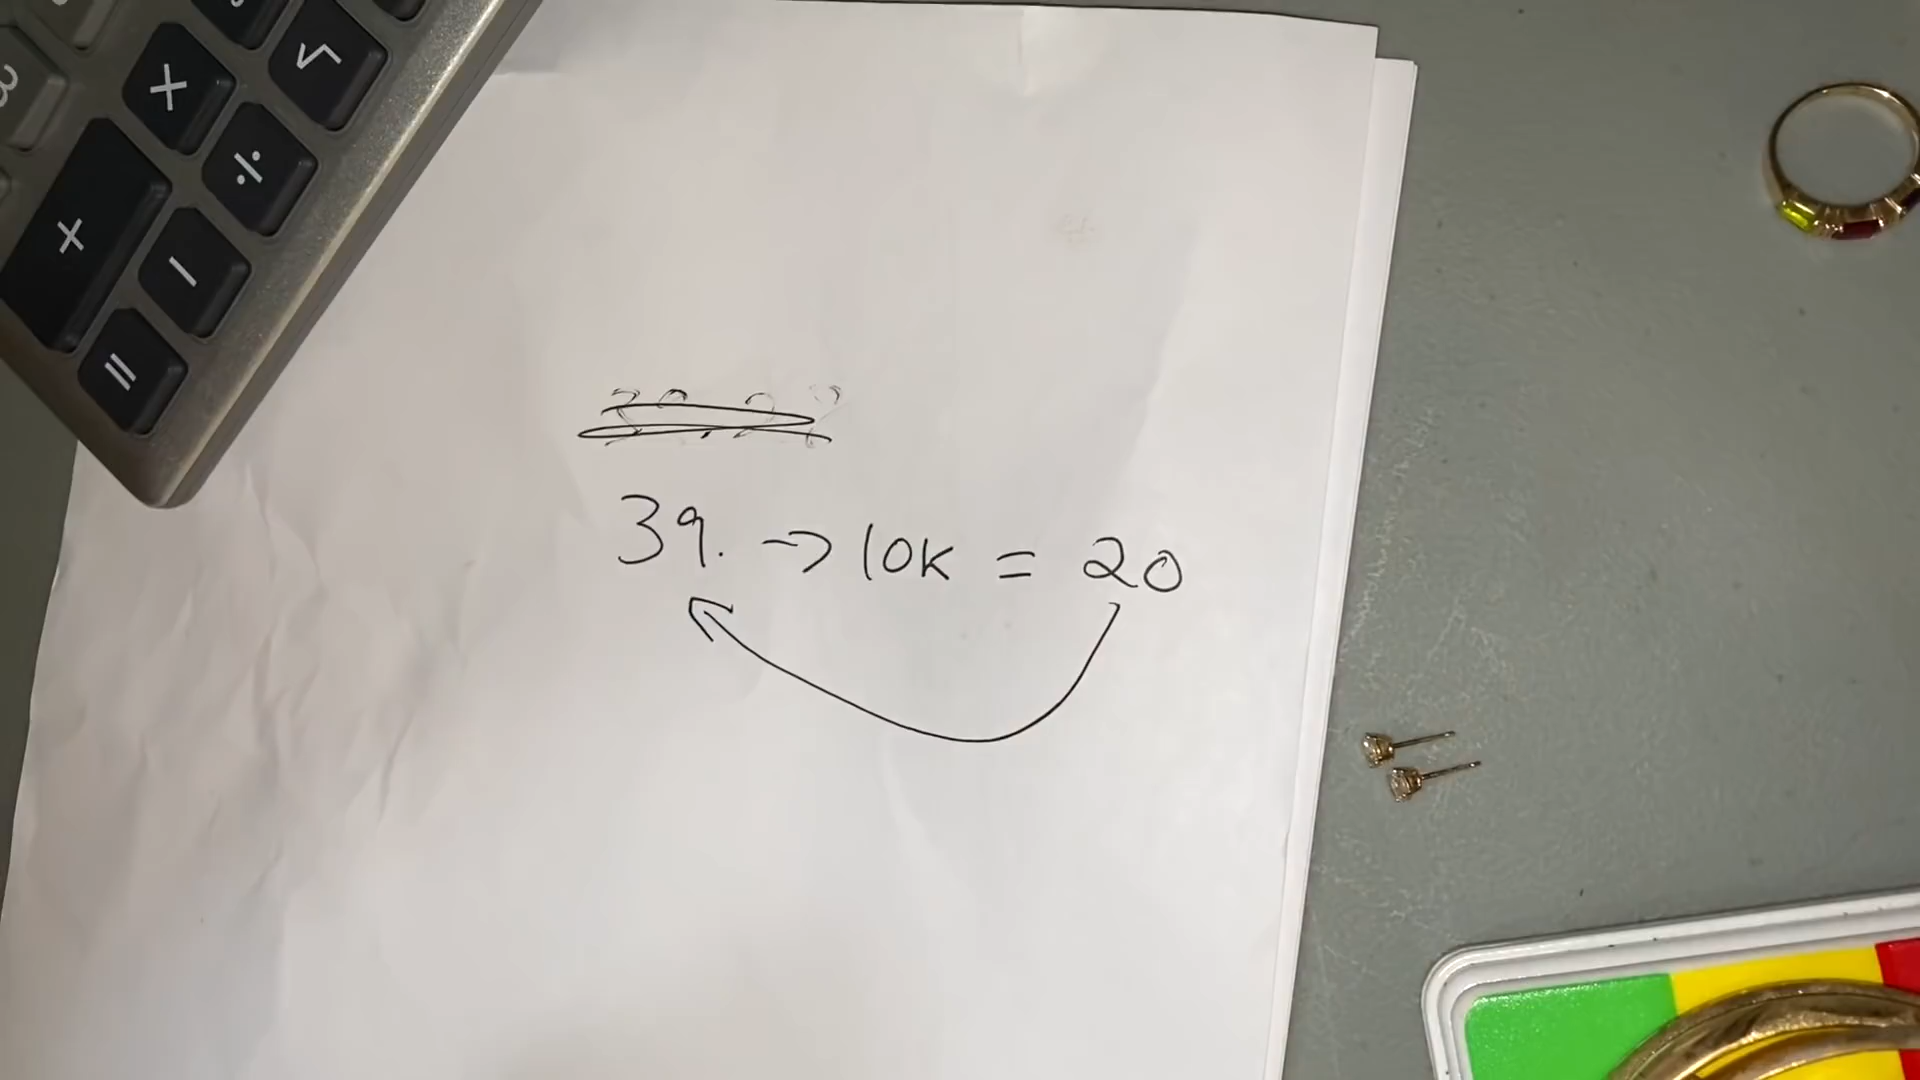 X
√
÷
+
-
=
39. → 10K = 20